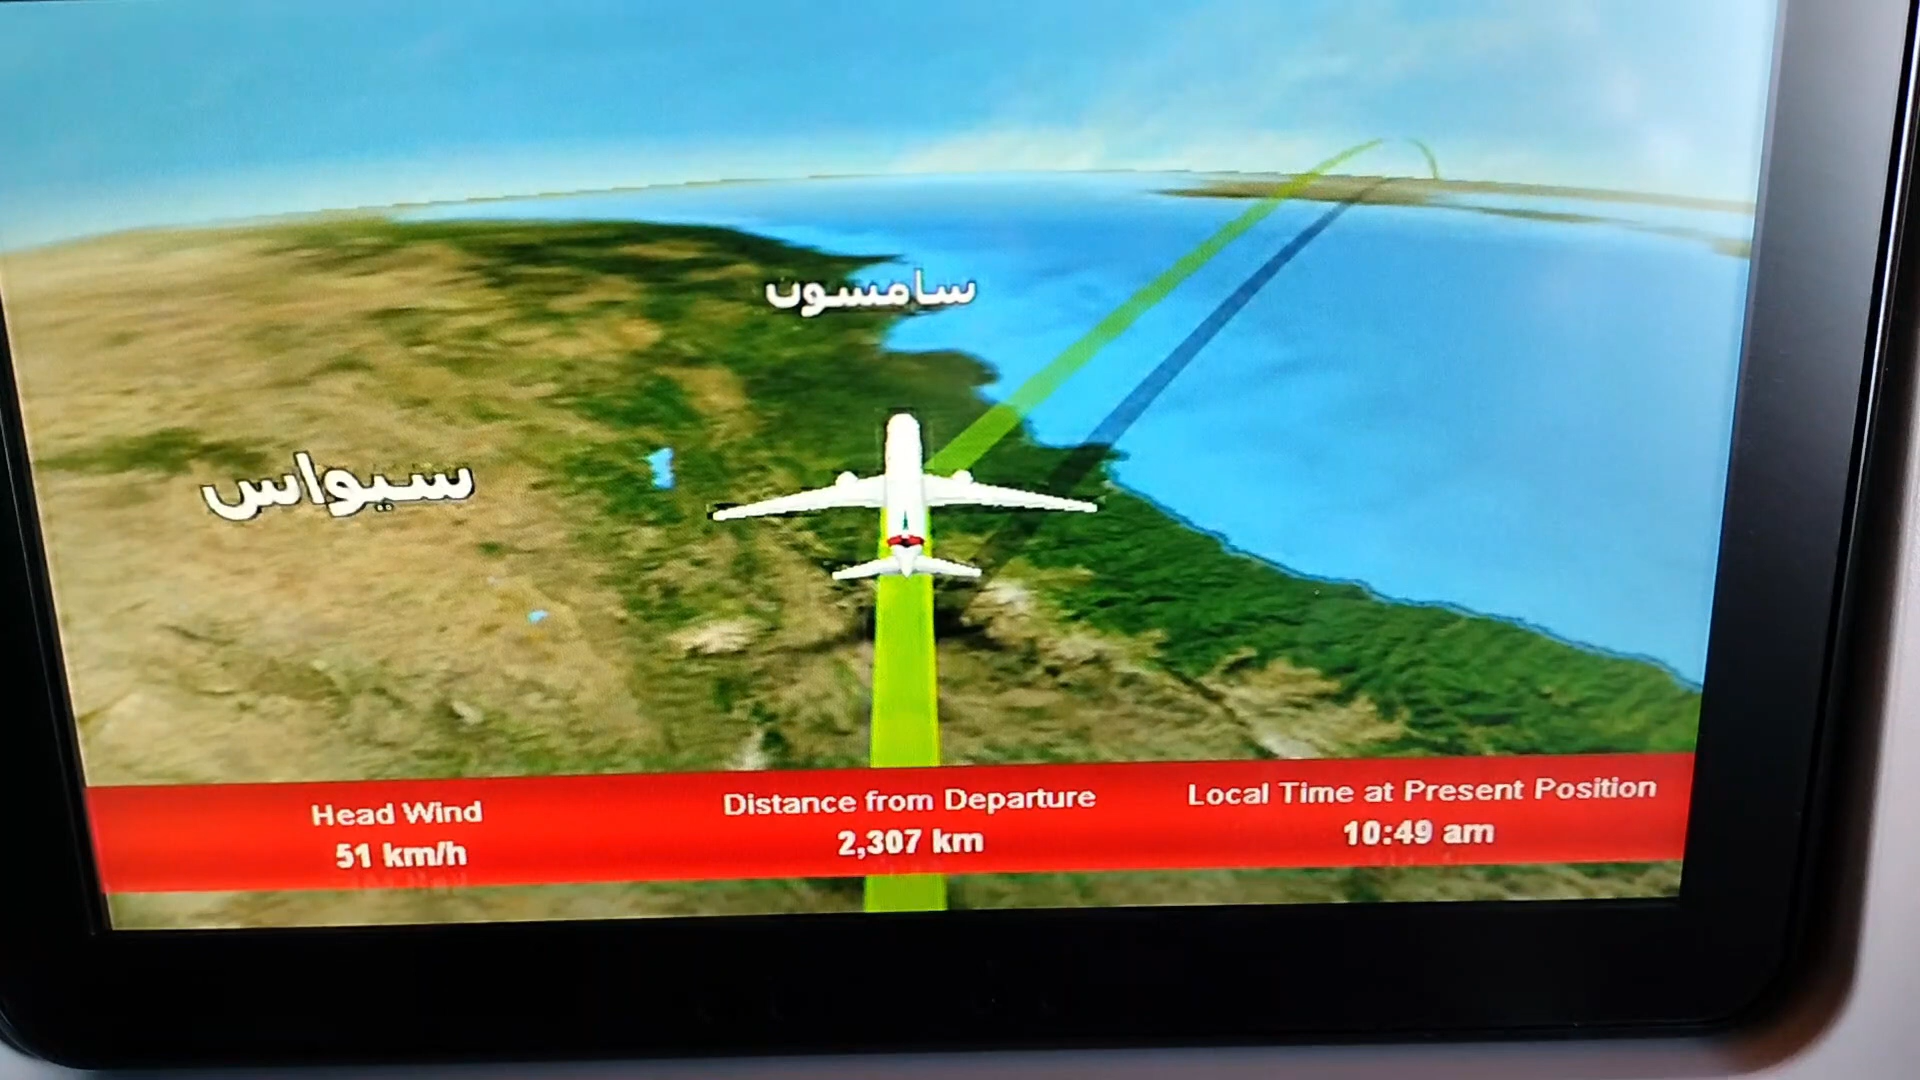 سامسون
سيواس
Head Wind
51 km/h
Distance from Departure
2,307 km
Local Time at Present Position
10:49 am